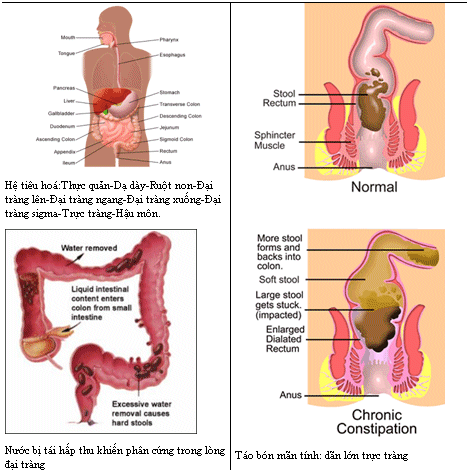 Mouth
Tongue
Pharynx
Esophagus
Pancreas
Liver
Gallbladder
Duodenum
Ascending Colon
Appendix
Ileum
Stomach
Transverse Colon
Descending Colon
Jejunum
Sigmoid Colon
Rectum
Anus
Hệ tiêu hoá:Thực quản-Dạ dày-Ruột non-Đại
tràng lên-Đại tràng ngang-Đại tràng xuống-Đại
tràng sigma-Trực tràng-Hậu môn.
Stool
Rectum
Sphincter
Muscle
Anus
Normal
Water removed
Liquid intestinal
content enters
colon from small
intestine
Excessive water
removal causes
hard stools
Nước bị tái hấp thu khiến phân cứng trong lòng
đại tràng
More stool
forms and
backs into
colon.
Soft stool
Large stool
gets stuck.
(impacted)
Enlarged
Dialated
Rectum
Anus
Chronic
Constipation
Táo bón mãn tính: dãn lớn trực tràng